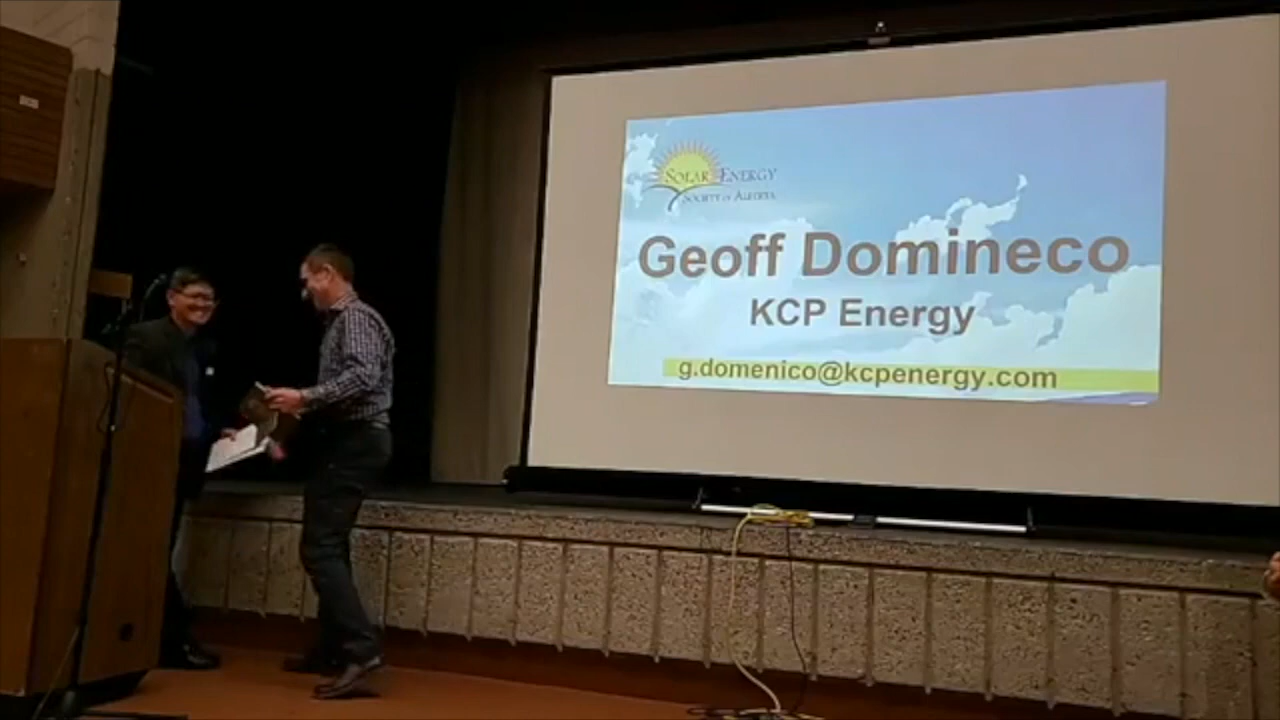 SOLAR ENERGY
SOCIETY OF ALBERTA
Geoff Domineco
KCP Energy
g.domenico@kcpenergy.com